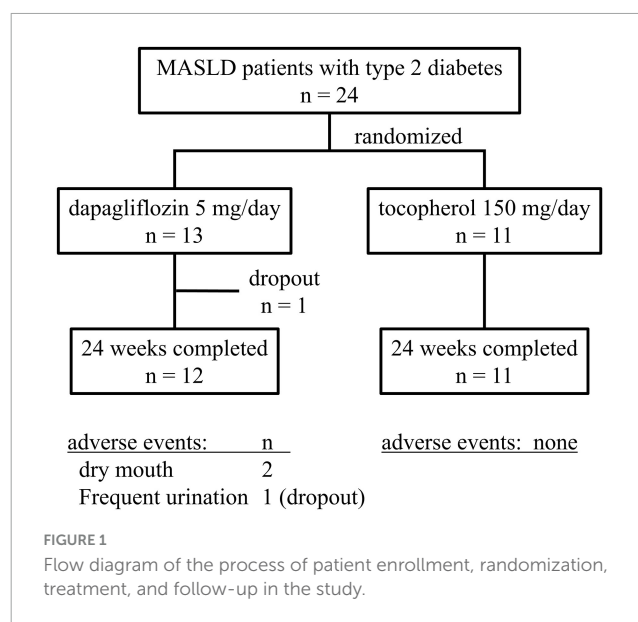 MASLD patients with type 2 diabetes
n = 24
randomized
dapagliflozin 5 mg/day
n = 13
tocopherol 150 mg/day
n = 11
dropout
n = 1
24 weeks completed
n = 12
24 weeks completed
n = 11
adverse events: n
dry mouth 2
Frequent urination 1 (dropout)
adverse events: none
FIGURE 1
Flow diagram of the process of patient enrollment, randomization,
treatment, and follow-up in the study.